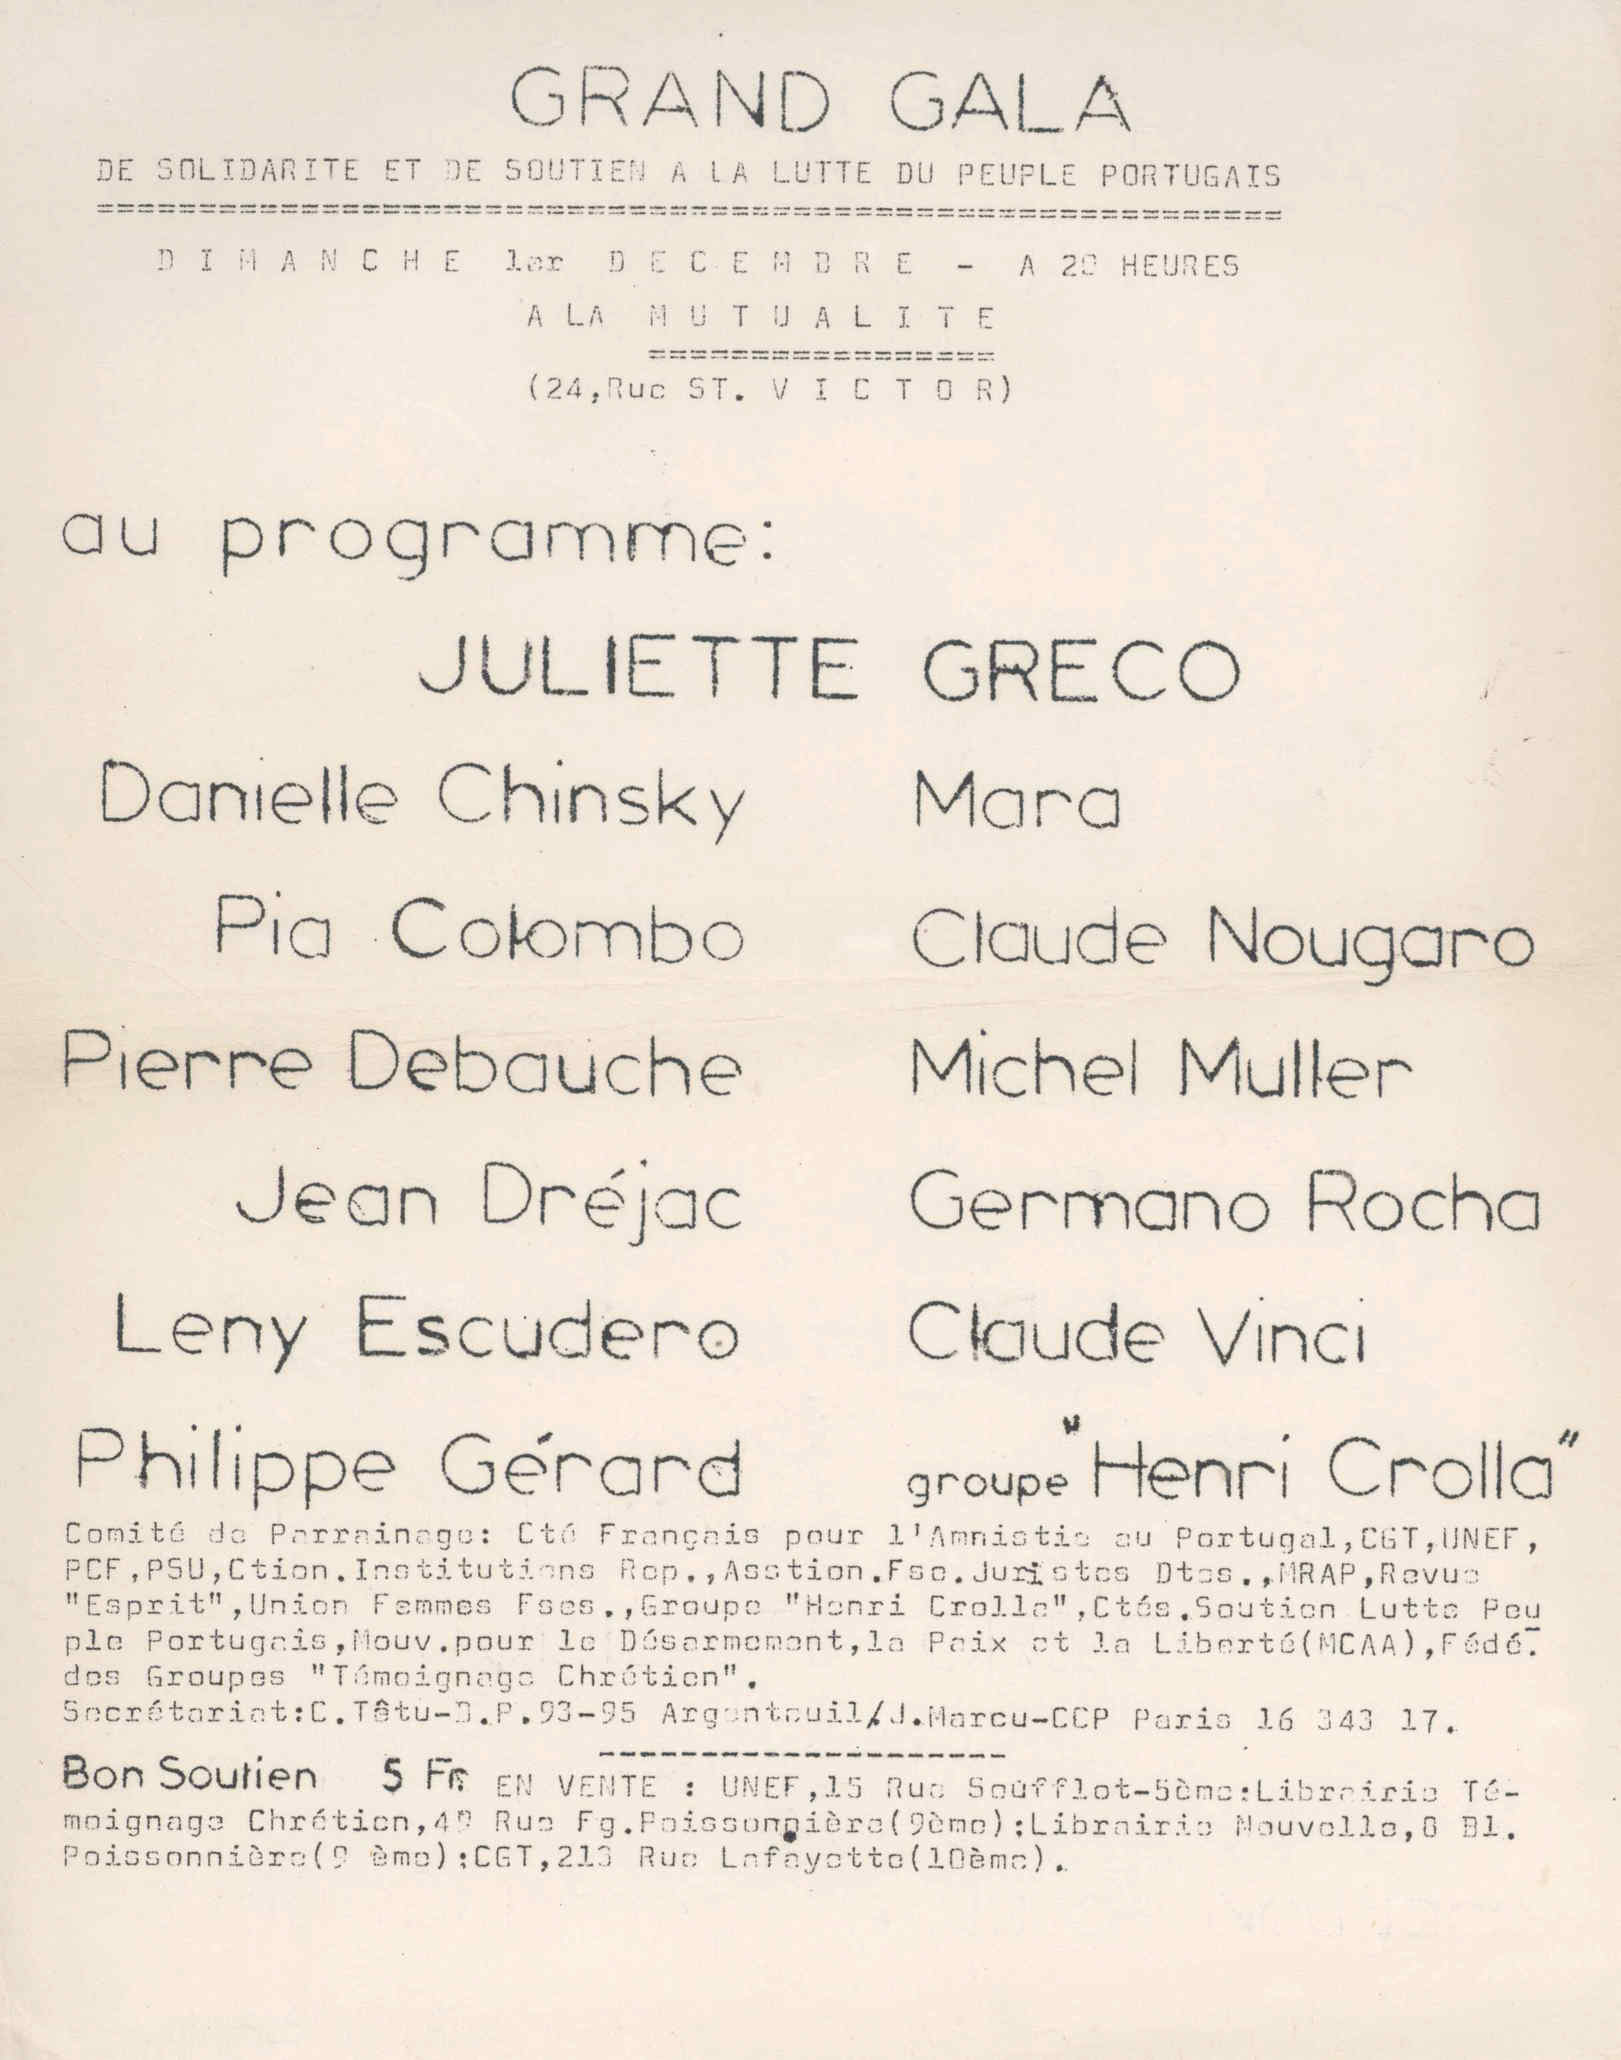 GRAND GALA
DE SOLIDARITE ET DE SOUTIEN A LA LUTTE DU PEUPLE PORTUGAIS
==========================================================
D I M A N C H E 1er D E C E M B R E - A 20 HEURES
A LA M U T U A L I T E
=================
(24,Rue ST. V I C T O R)
au programme:
JULIETTE GRECO
Danielle Chinsky Mara
Pia Colombo Claude Nougaro
Pierre Debauche Michel Muller
Jean Dréjac Germano Rocha
Leny Escudero Claude Vinci
Philippe Gérard groupe "Henri Crolla"
Comité de Parrainage: Cté Français pour l'Amnistie au Portugal,CGT,UNEF,
PCF,PSU,Ction.Institutions Rep.,Asstion.Fse.Juristes Dtes.,MRAP,Revue
"Esprit",Union Femmes Fses.,Groupe "Henri Crolla",Ctés.Soutien Lutte Peu
ple Portugais,Mouv.pour le Désarmement,la Paix et la Liberté(MCAA),Fédé.
des Groupes "Témoignage Chrétien".
Secrétariat:C.Têtu-B.P.93-95 Argenteuil/J.Marcu-CCP Paris 16 343 17.
--------------------
Bon Soutien 5 Fr EN VENTE : UNEF,15 Rue Soufflot-5ème:Librairie Té-
moignage Chrétien,49 Rue Fg.Poissonnière(9ème);Librairie Nouvelle,8 Bl.
Poissonnière(9 ème);CGT,213 Rue Lafayette(10ème).